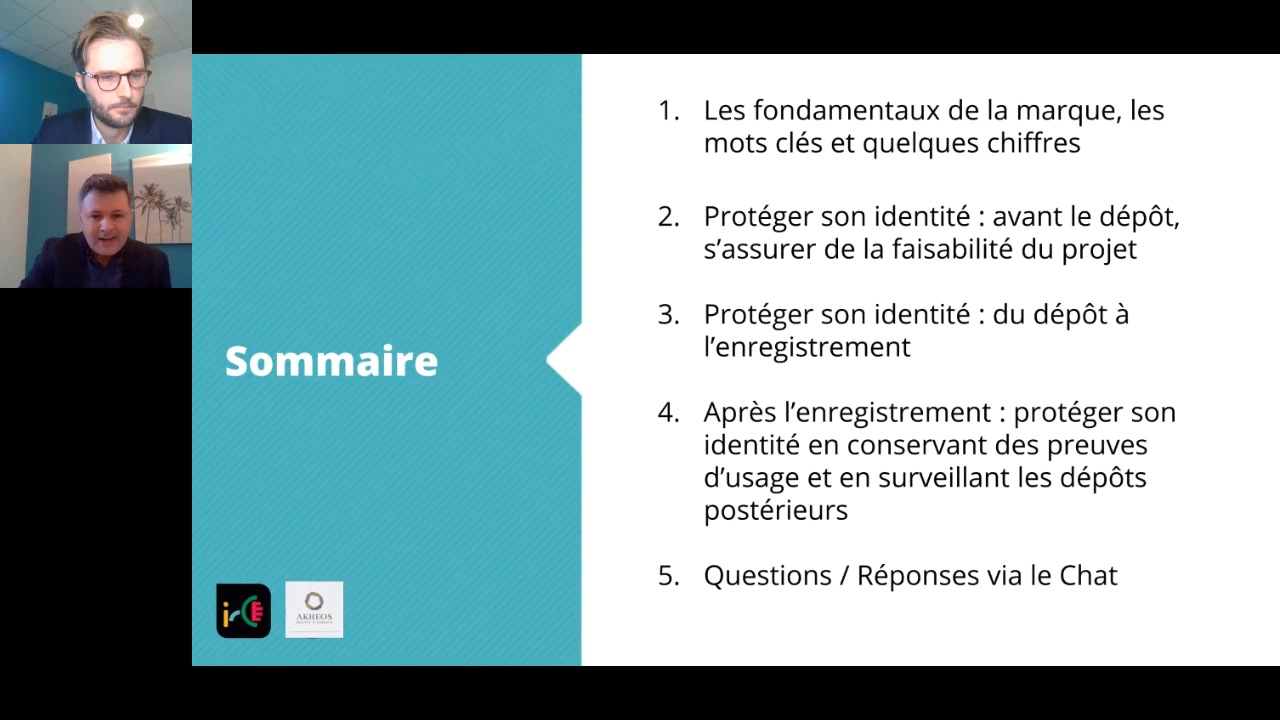 Sommaire
1. Les fondamentaux de la marque, les
mots clés et quelques chiffres
2. Protéger son identité : avant le dépôt,
s’assurer de la faisabilité du projet
3. Protéger son identité : du dépôt à
l’enregistrement
4. Après l’enregistrement : protéger son
identité en conservant des preuves
d’usage et en surveillant les dépôts
postérieurs
5. Questions / Réponses via le Chat
AKHEOS